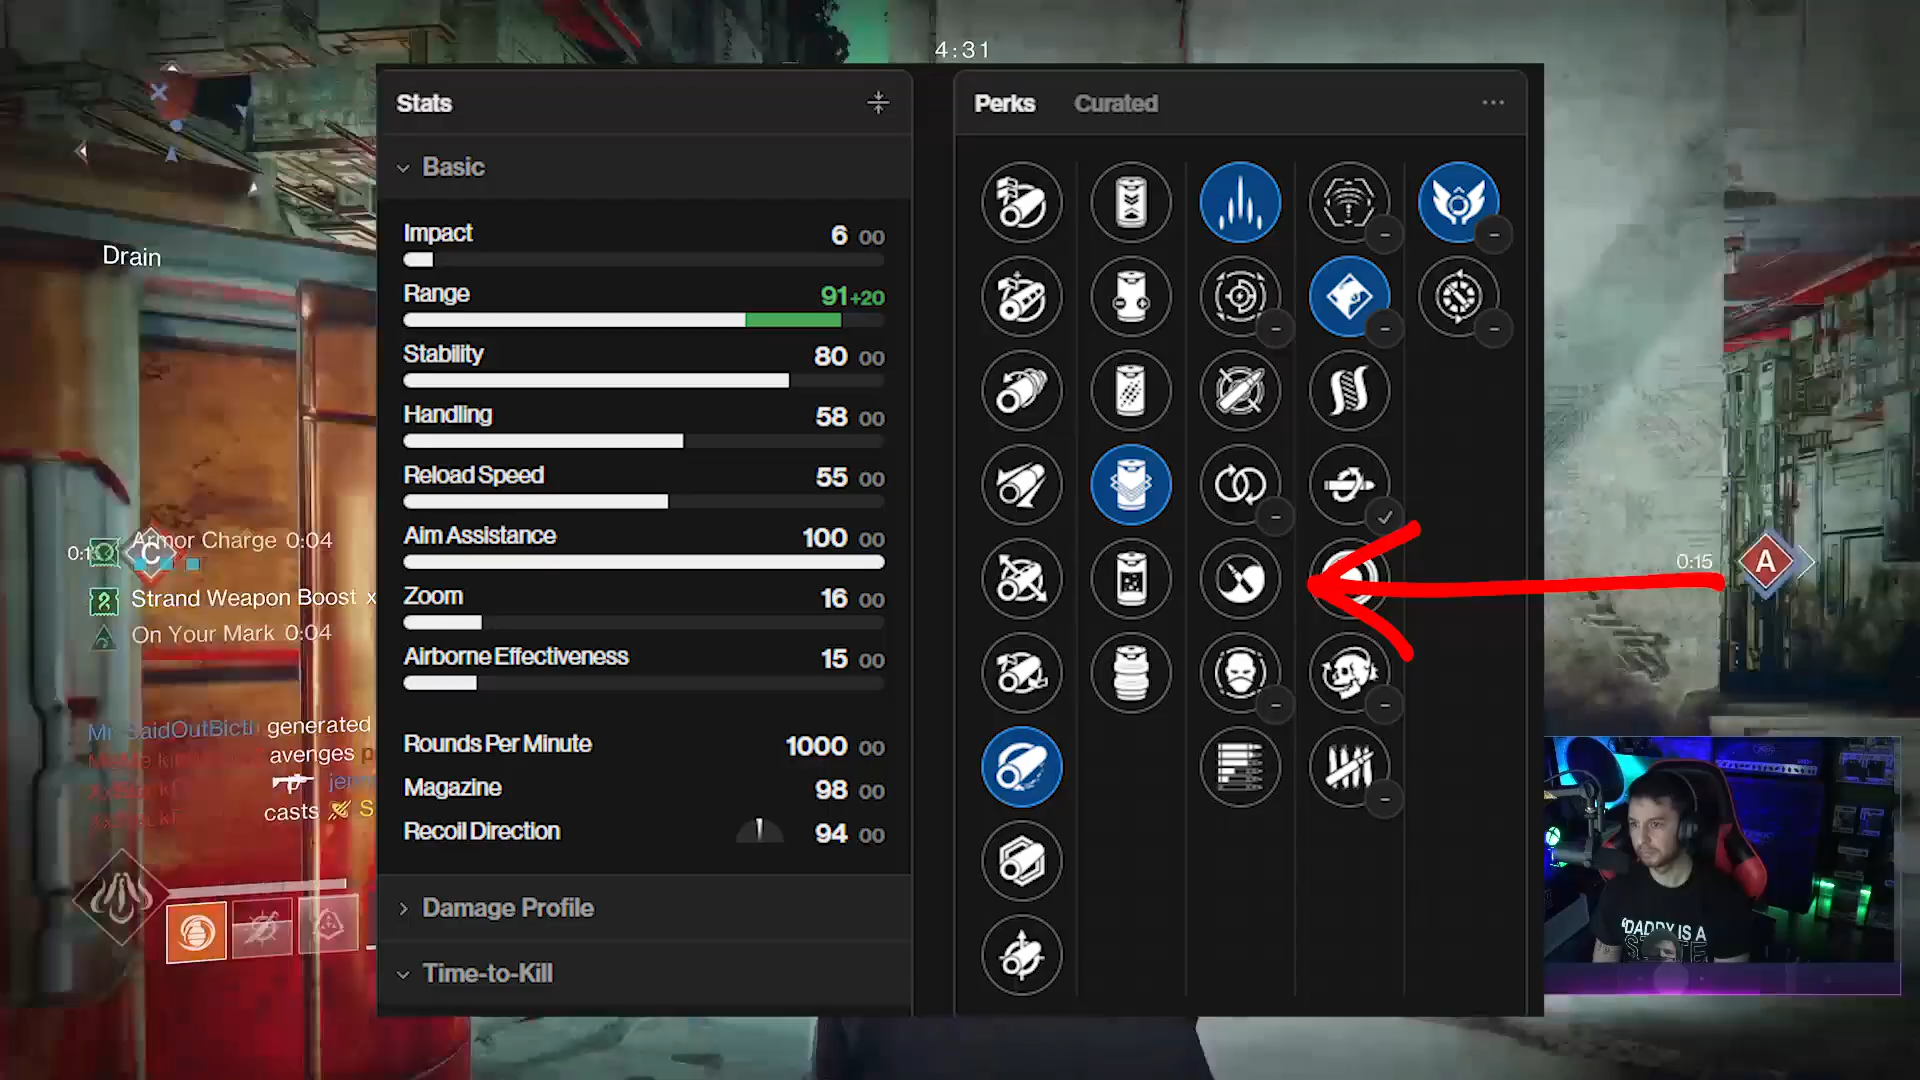 4:31
Stats
Perks
Curated
Basic
Impact
6 00
Range
91+20
Stability
80 00
Handling
58 00
Reload Speed
55 00
Aim Assistance
100 00
Zoom
16 00
Airborne Effectiveness
15 00
Rounds Per Minute
1000 00
Magazine
98 00
Recoil Direction
94 00
Damage Profile
Time-to-Kill
Drain
C
Armor Charge 0:04
2
Strand Weapon Boost x
On Your Mark 0:04
generated
avenges
casts
0:15
A
"DADDY IS A